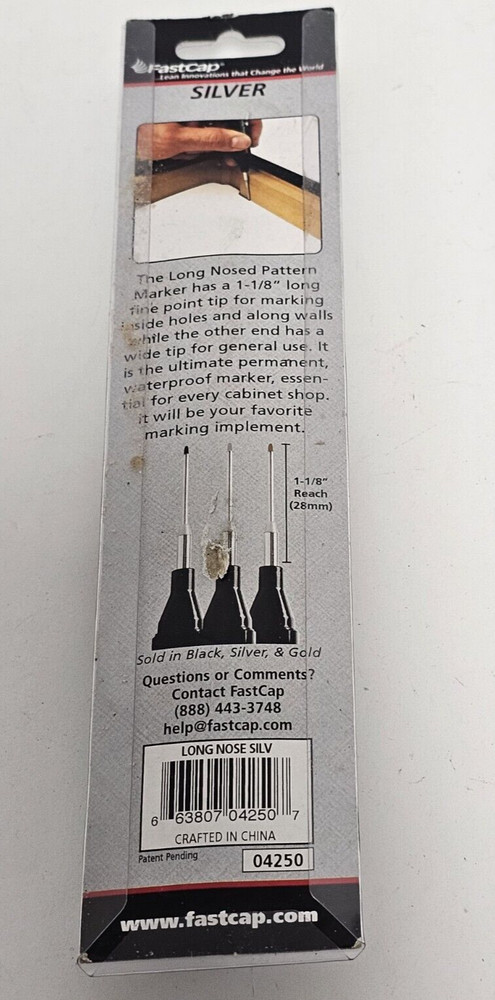 FastCap®
...Lean Innovations that Change the World
SILVER
The Long Nosed Pattern
Marker has a 1-1/8" long
fine point tip for marking
inside holes and along walls
while the other end has a
wide tip for general use. It
is the ultimate permanent,
waterproof marker, essen-
tial for every cabinet shop.
it will be your favorite
marking implement.
1-1/8"
Reach
(28mm)
Sold in Black, Silver, & Gold
Questions or Comments?
Contact FastCap
(888) 443-3748
help@fastcap.com
LONG NOSE SILV
6 63807 04250 7
CRAFTED IN CHINA
Patent Pending
04250
www.fastcap.com